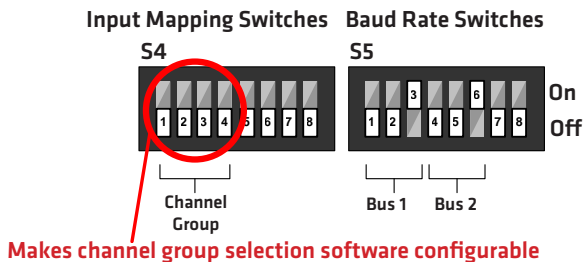 Input Mapping Switches Baud Rate Switches
S4 S5
3 6 On
1 2 3 4 5 6 7 8 1 2 4 5 7 8 Off
Channel Group Bus 1 Bus 2
Makes channel group selection software configurable